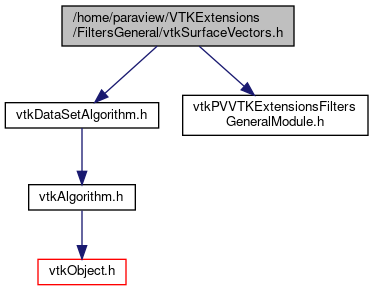 /home/paraview/VTKExtensions
/FiltersGeneral/vtkSurfaceVectors.h
vtkDataSetAlgorithm.h
vtkPVVTKExtensionsFilters
GeneralModule.h
vtkAlgorithm.h
vtkObject.h